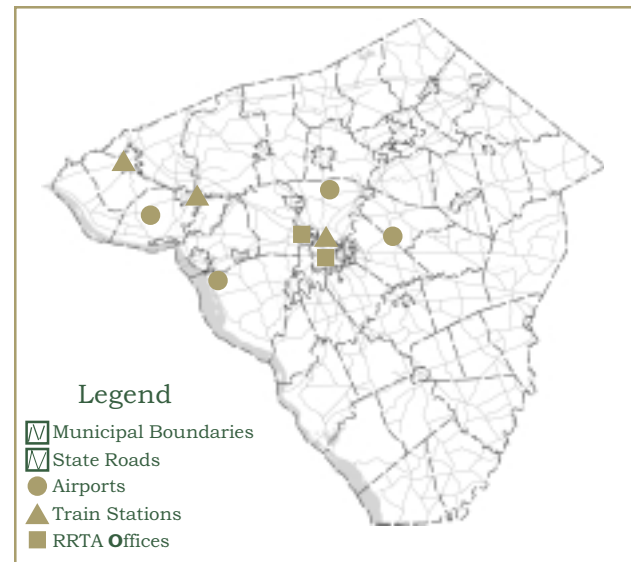 Legend
Municipal Boundaries
State Roads
Airports
Train Stations
RRTA Offices